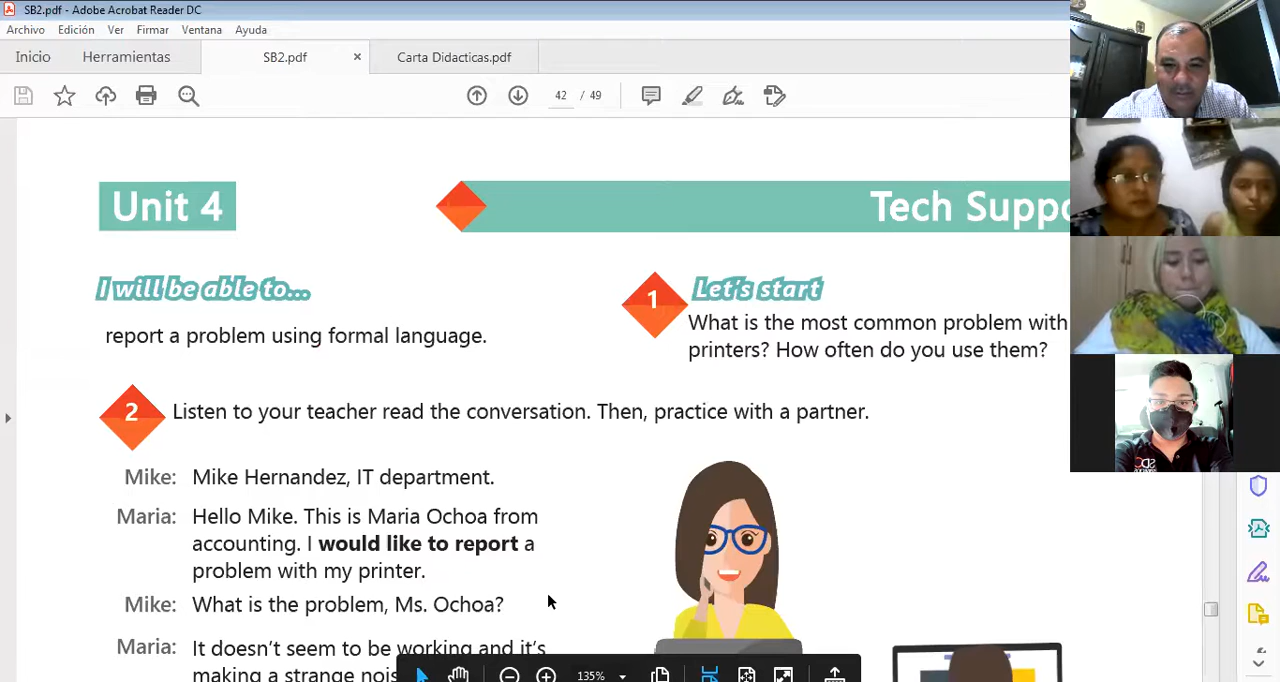 SB2.pdf - Adobe Acrobat Reader DC
Archivo Edición Ver Firmar Ventana Ayuda
Inicio Herramientas SB2.pdf × Carta Didacticas.pdf
42 / 49
Unit 4
Tech Suppo
I will be able to...
report a problem using formal language.
1
Let's start
What is the most common problem with
printers? How often do you use them?
2
Listen to your teacher read the conversation. Then, practice with a partner.
Mike: Mike Hernandez, IT department.
Maria: Hello Mike. This is Maria Ochoa from
accounting. I would like to report a
problem with my printer.
Mike: What is the problem, Ms. Ochoa?
Maria: It doesn't seem to be working and it's
making a strange nois
135%
SDC